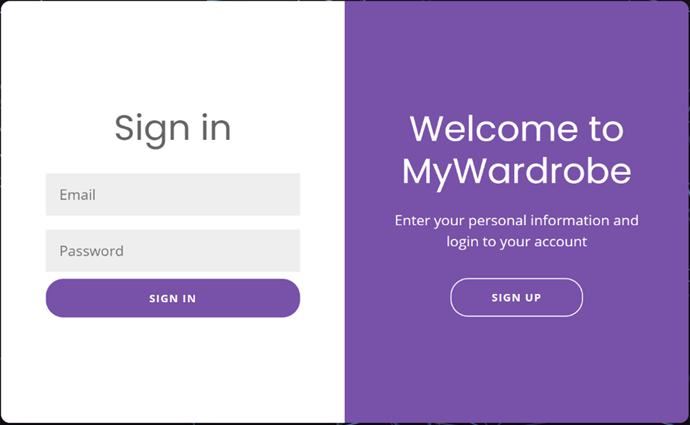 Sign in
Email
Password
SIGN IN
Welcome to
MyWardrobe
Enter your personal information and
login to your account
SIGN UP